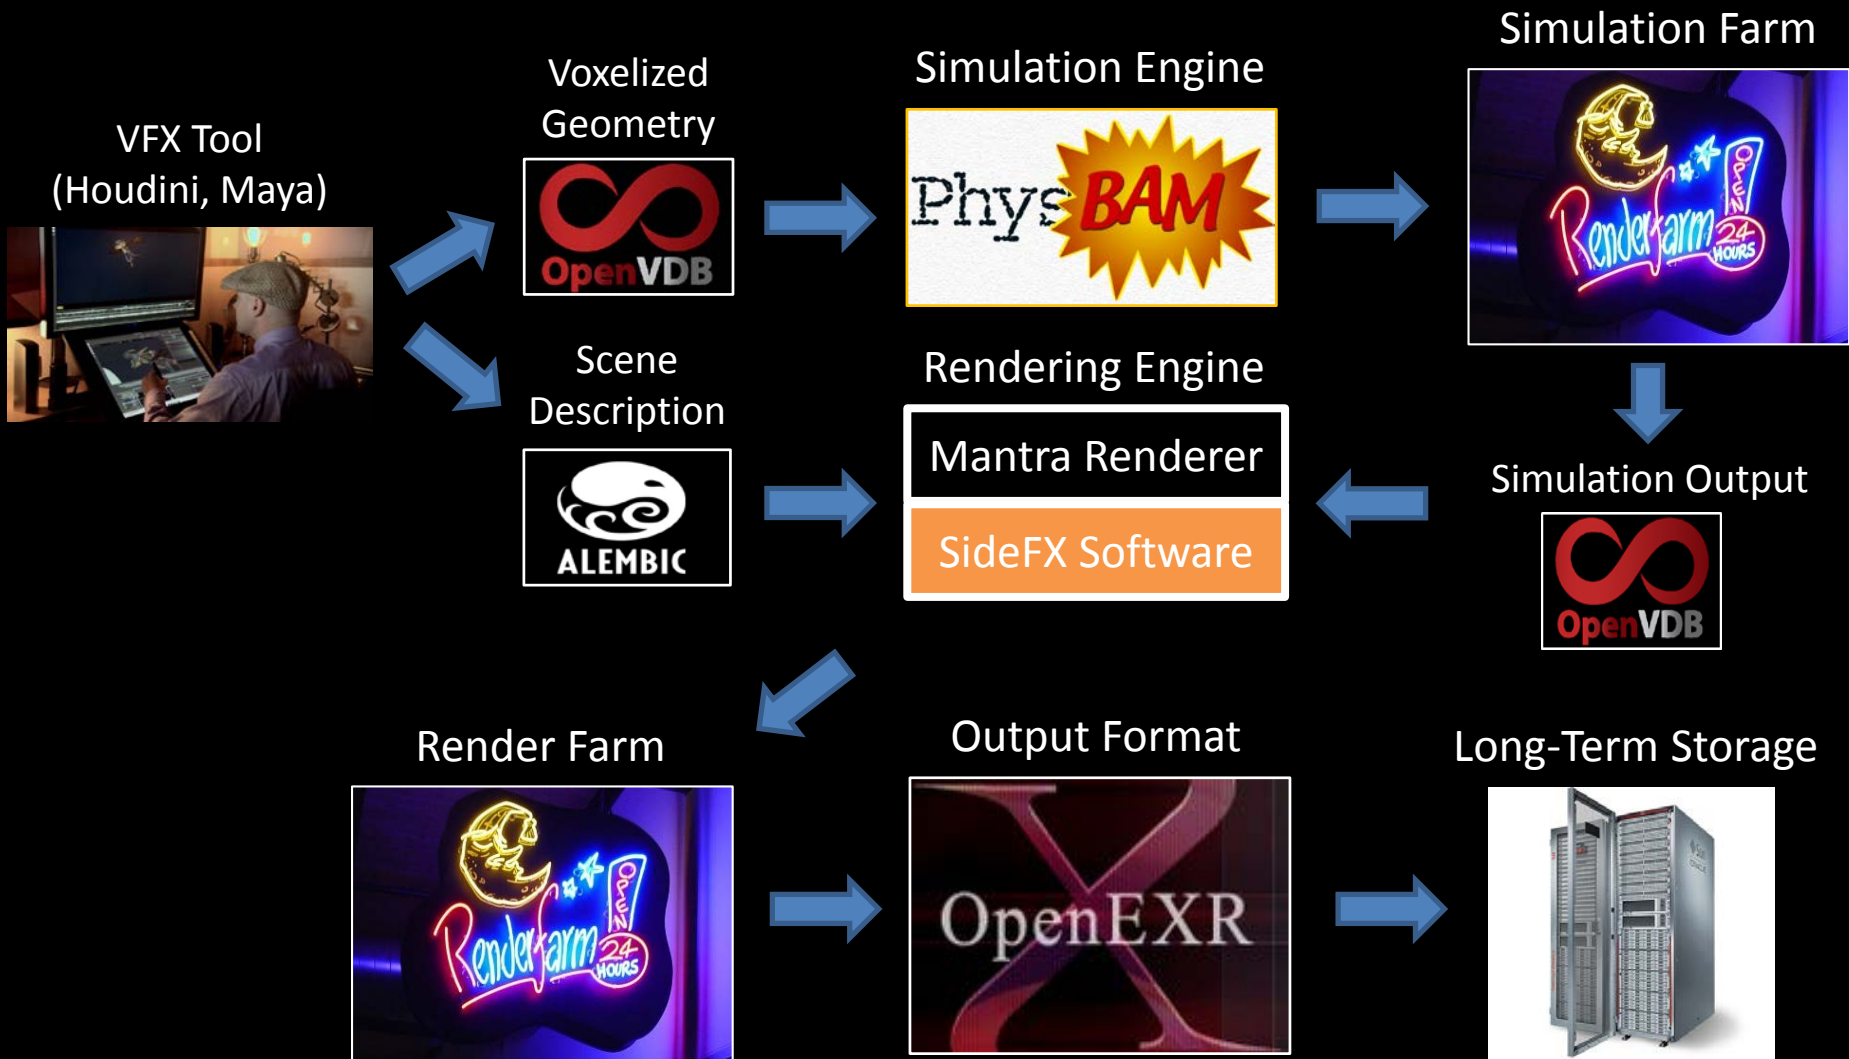 VFX Tool
(Houdini, Maya)
Voxelized
Geometry
OpenVDB
Simulation Engine
PhysBAM
Simulation Farm
Renderfarm
OPEN
24
HOURS
Scene
Description
ALEMBIC
Rendering Engine
Mantra Renderer
SideFX Software
Simulation Output
OpenVDB
Render Farm
Renderfarm
OPEN
24
HOURS
Output Format
OpenEXR
Long-Term Storage